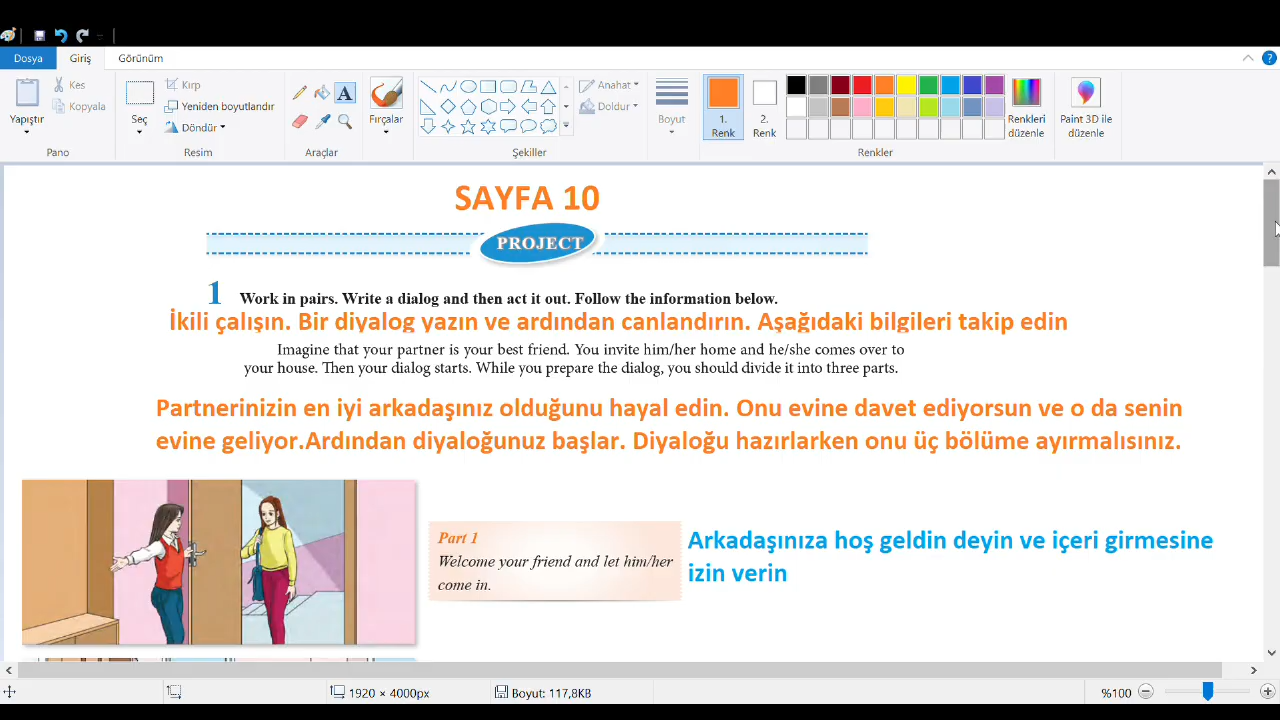 Dosya Giriş Görünüm
Yapıştır Kes Kopyala
Pano
Seç Kırp Yeniden boyutlandır Döndür
Resim
A
Araçlar
Fırçalar
Anahat Doldur
Şekiller
Boyut
1. Renk
2. Renk
Renkleri düzenle
Renkler
Paint 3D ile düzenle
SAYFA 10
PROJECT
1 Work in pairs. Write a dialog and then act it out. Follow the information below.
İkili çalışın. Bir diyalog yazın ve ardından canlandırın. Aşağıdaki bilgileri takip edin
Imagine that your partner is your best friend. You invite him/her home and he/she comes over to
your house. Then your dialog starts. While you prepare the dialog, you should divide it into three parts.
Partnerinizin en iyi arkadaşınız olduğunu hayal edin. Onu evine davet ediyorsun ve o da senin
evine geliyor.Ardından diyaloğunuz başlar. Diyaloğu hazırlarken onu üç bölüme ayırmalısınız.
Part 1
Welcome your friend and let him/her
come in.
Arkadaşınıza hoş geldin deyin ve içeri girmesine
izin verin
1920 × 4000px
Boyut: 117,8KB
%100